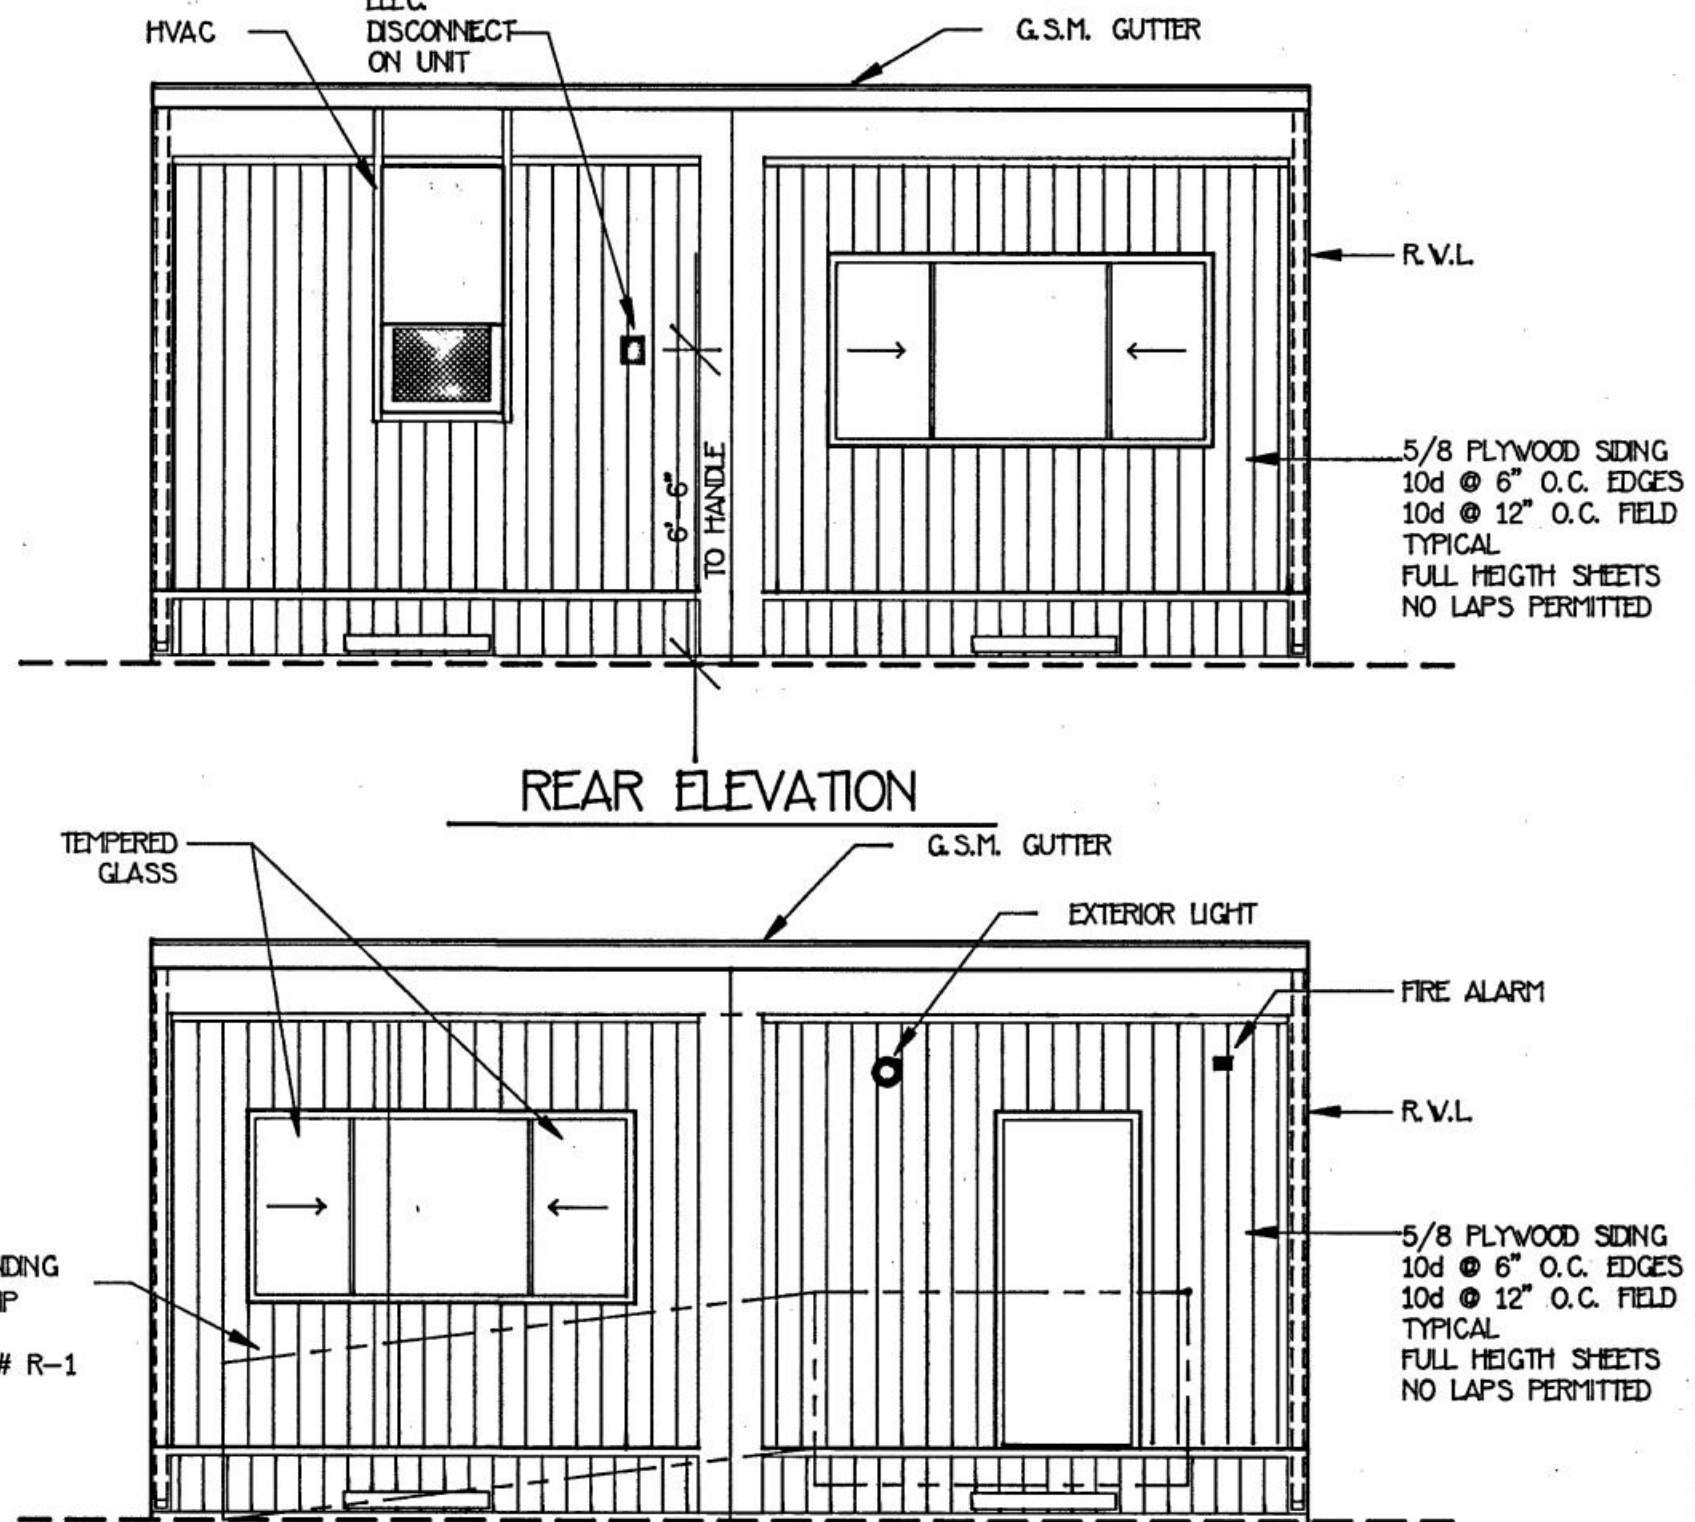 ELEC.
HVAC
DISCONNECT
ON UNIT
G.S.M. GUTTER
R.W.L.
6'-6"
TO HANDLE
5/8 PLYWOOD SIDING
10d @ 6" O.C. EDGES
10d @ 12" O.C. FIELD
TYPICAL
FULL HEIGTH SHEETS
NO LAPS PERMITTED
REAR ELEVATION
TEMPERED
GLASS
G.S.M. GUTTER
EXTERIOR LIGHT
FIRE ALARM
R.W.L.
NDING
# R-1
5/8 PLYWOOD SIDING
10d @ 6" O.C. EDGES
10d @ 12" O.C. FIELD
TYPICAL
FULL HEIGTH SHEETS
NO LAPS PERMITTED